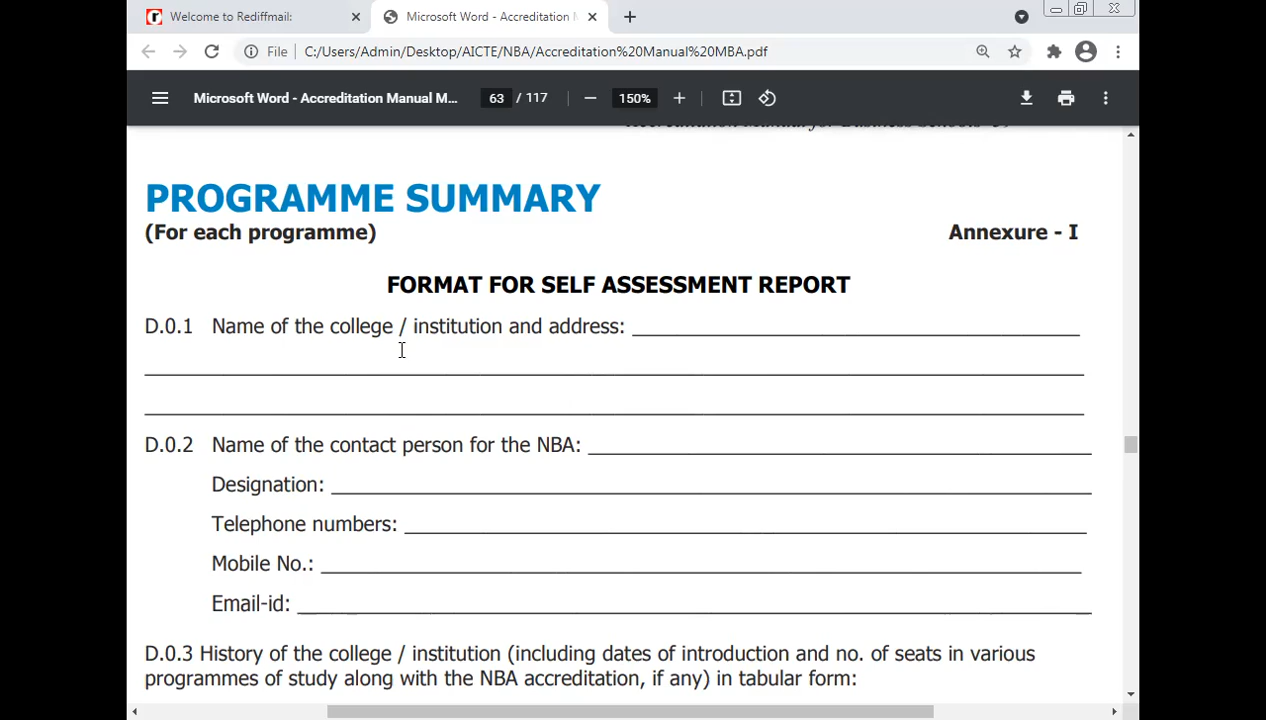 Welcome to Rediffmail:
Microsoft Word - Accreditation M
File C:/Users/Admin/Desktop/AICTE/NBA/Accreditation%20Manual%20MBA.pdf
Microsoft Word - Accreditation Manual M... 63 / 117 150%
PROGRAMME SUMMARY
(For each programme) Annexure - I
FORMAT FOR SELF ASSESSMENT REPORT
D.0.1 Name of the college / institution and address:
D.0.2 Name of the contact person for the NBA:
Designation:
Telephone numbers:
Mobile No.:
Email-id:
D.0.3 History of the college / institution (including dates of introduction and no. of seats in various
programmes of study along with the NBA accreditation, if any) in tabular form: